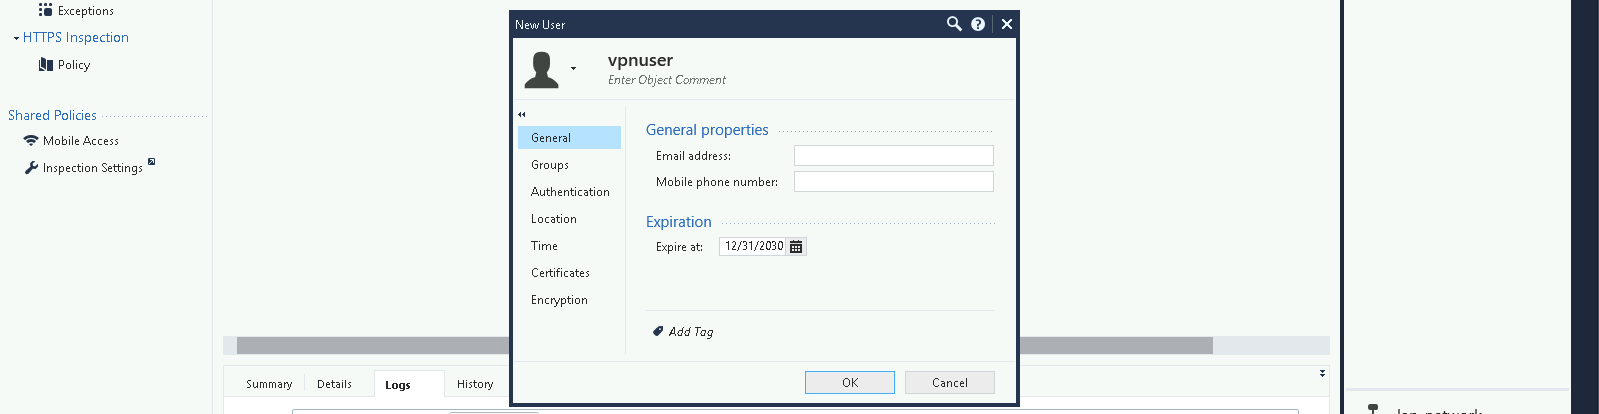 Exceptions
HTTPS Inspection
Policy
Shared Policies
Mobile Access
Inspection Settings
New User
vpnuser
Enter Object Comment
General
Groups
Authentication
Location
Time
Certificates
Encryption
General properties
Email address:
Mobile phone number:
Expiration
Expire at: 12/31/2030
Add Tag
OK Cancel
Summary Details Logs History